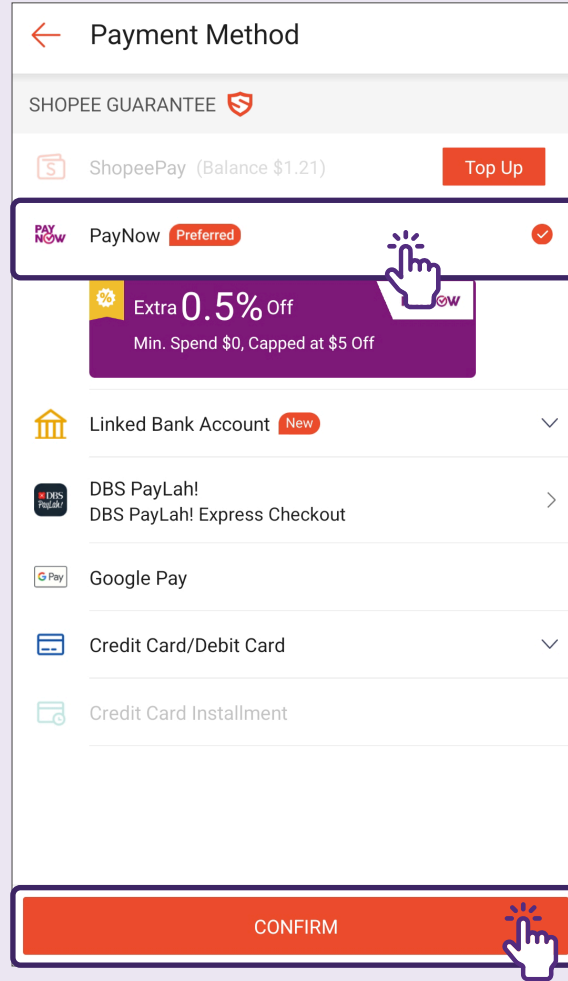 Payment Method
SHOPEE GUARANTEE
ShopeePay (Balance $1.21)
Top Up
PAY NOW
PayNow Preferred
%
Extra 0.5% Off
Min. Spend $0, Capped at $5 Off
Linked Bank Account New
DBS PayLah!
DBS PayLah!
DBS PayLah! Express Checkout
G Pay
Google Pay
Credit Card/Debit Card
Credit Card Installment
CONFIRM